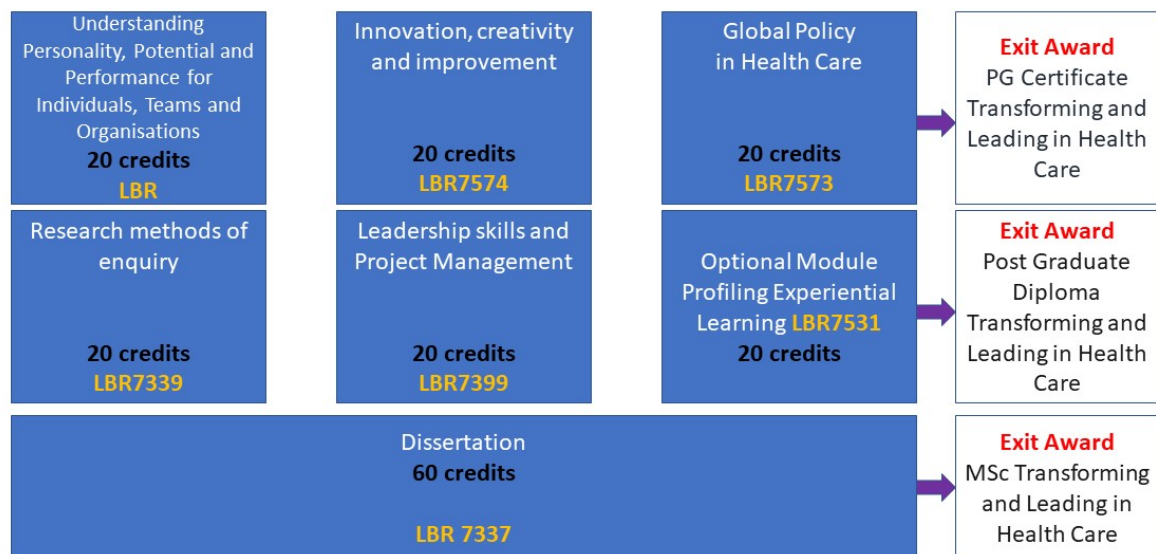 Understanding
Personality, Potential and
Performance for
Individuals, Teams and
Organisations
20 credits
LBR
Innovation, creativity
and improvement
20 credits
LBR7574
Global Policy
in Health Care
20 credits
LBR7573
Exit Award
PG Certificate
Transforming and
Leading in Health
Care
Research methods of
enquiry
20 credits
LBR7339
Leadership skills and
Project Management
20 credits
LBR7399
Optional Module
Profiling Experiential
Learning LBR7531
20 credits
Exit Award
Post Graduate
Diploma
Transforming and
Leading in Health
Care
Dissertation
60 credits
LBR 7337
Exit Award
MSc Transforming
and Leading in
Health Care